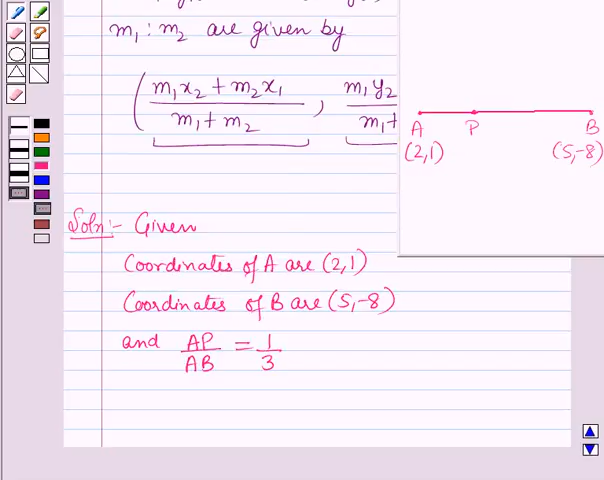 m₁ : m₂ are given by
( m₁x₂ + m₂x₁ / m₁ + m₂ , m₁y₂
m₁+
A P B
(2,1) (5,-8)
Soln:- Given
Coordinates of A are (2,1)
Coordinates of B are (5,-8)
and AP/AB = 1/3